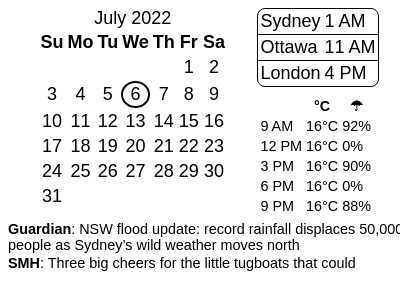 July 2022
Su Mo Tu We Th Fr Sa
1 2
3 4 5 6 7 8 9
10 11 12 13 14 15 16
17 18 19 20 21 22 23
24 25 26 27 28 29 30
31
Sydney 1 AM
Ottawa 11 AM
London 4 PM
°C ☂
9 AM 16°C 92%
12 PM 16°C 0%
3 PM 16°C 90%
6 PM 16°C 0%
9 PM 16°C 88%
Guardian: NSW flood update: record rainfall displaces 50,000
people as Sydney’s wild weather moves north
SMH: Three big cheers for the little tugboats that could